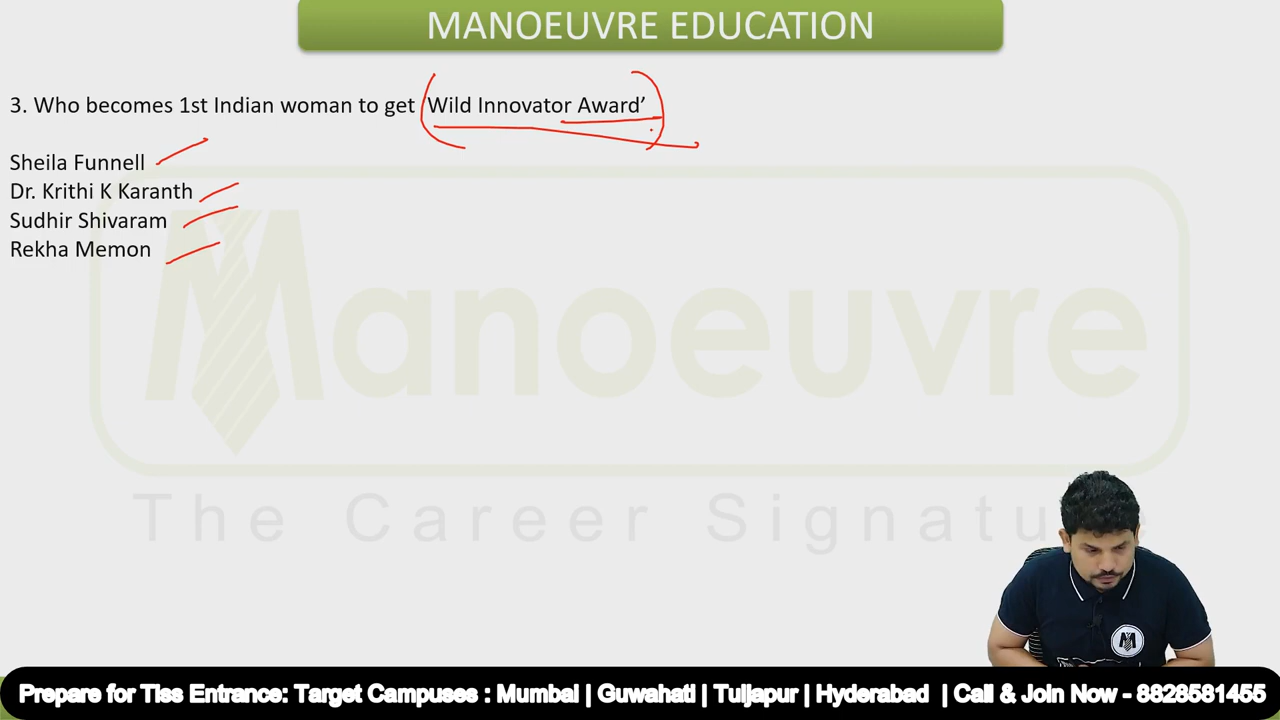 MANOEUVRE EDUCATION
3. Who becomes 1st Indian woman to get ‘Wild Innovator Award’
Sheila Funnell
Dr. Krithi K Karanth
Sudhir Shivaram
Rekha Memon
Manoeuvre
The Career Signature
Prepare for Tiss Entrance: Target Campuses : Mumbai | Guwahati | Tuljapur | Hyderabad | Call & Join Now - 8828581455